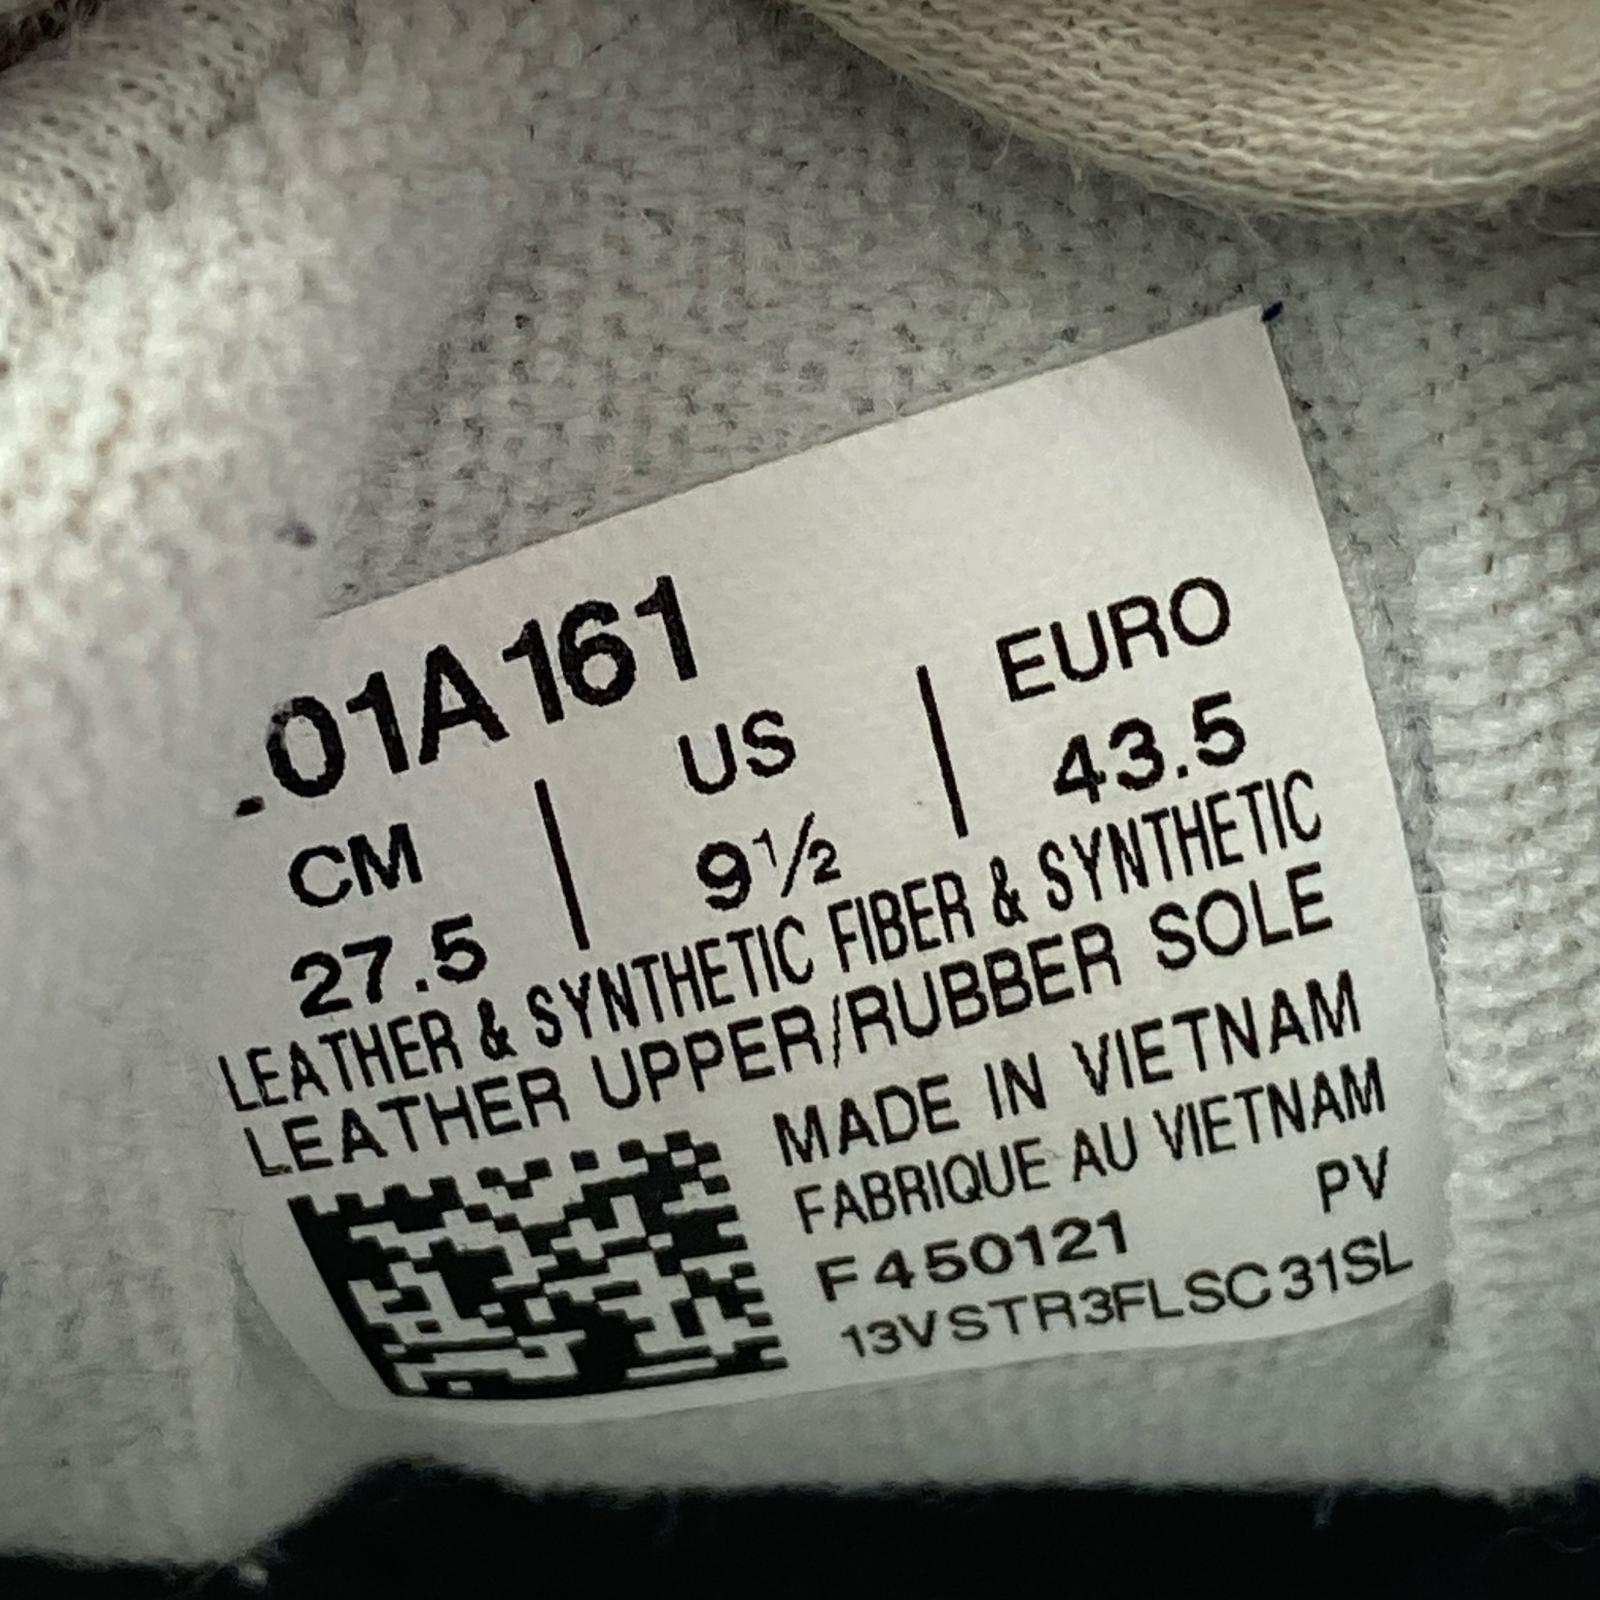 .01A161
CM | US | EURO
27.5 | 9½ | 43.5
LEATHER & SYNTHETIC FIBER & SYNTHETIC
LEATHER UPPER/RUBBER SOLE
MADE IN VIETNAM
FABRIQUE AU VIETNAM
PV
F450121
13VSTR3FLSC31SL